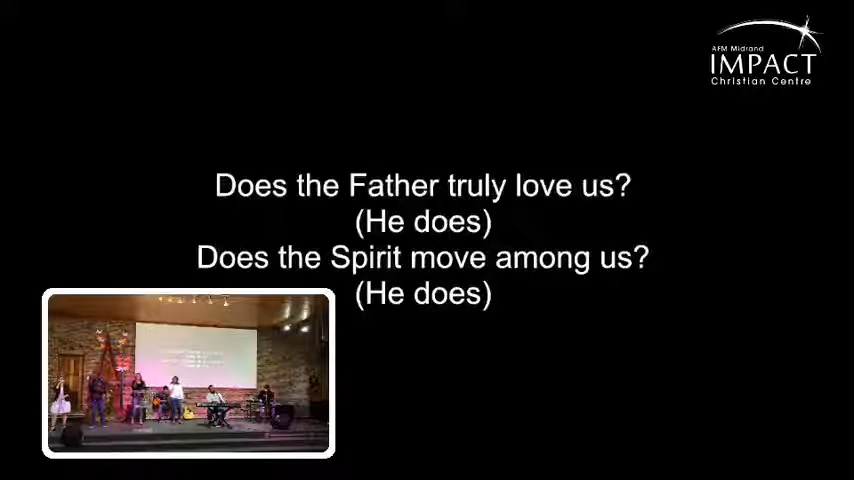 AFM Midrand
IMPACT
Christian Centre
Does the Father truly love us?
(He does)
Does the Spirit move among us?
(He does)